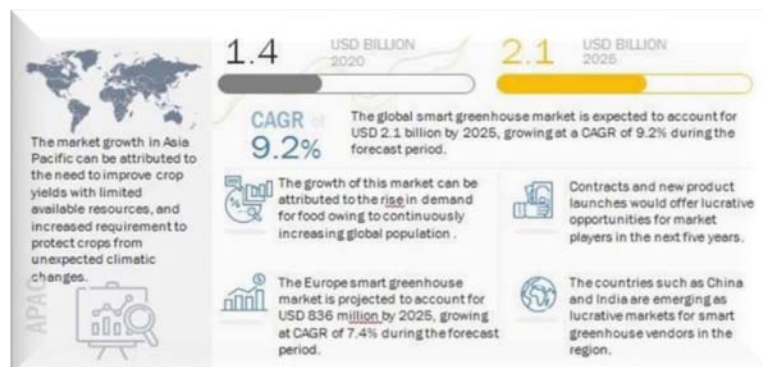 1.4
USD BILLION
2020
2.1
USD BILLION
2025
CAGR of
9.2%
The global smart greenhouse market is expected to account for
USD 2.1 billion by 2025, growing at a CAGR of 9.2% during the
forecast period.
The market growth in Asia
Pacific can be attributed to
the need to improve crop
yields with limited
available resources, and
increased requirement to
protect crops from
unexpected climatic
changes.
APAC
The growth of this market can be
attributed to the rise in demand
for food owing to continuously
increasing global population .
Contracts and new product
launches would offer lucrative
opportunities for market
players in the next five years.
The Europe smart greenhouse
market is projected to account for
USD 836 million by 2025, growing
at CAGR of 7.4% during the forecast
period.
The countries such as China
and India are emerging as
lucrative markets for smart
greenhouse vendors in the
region.